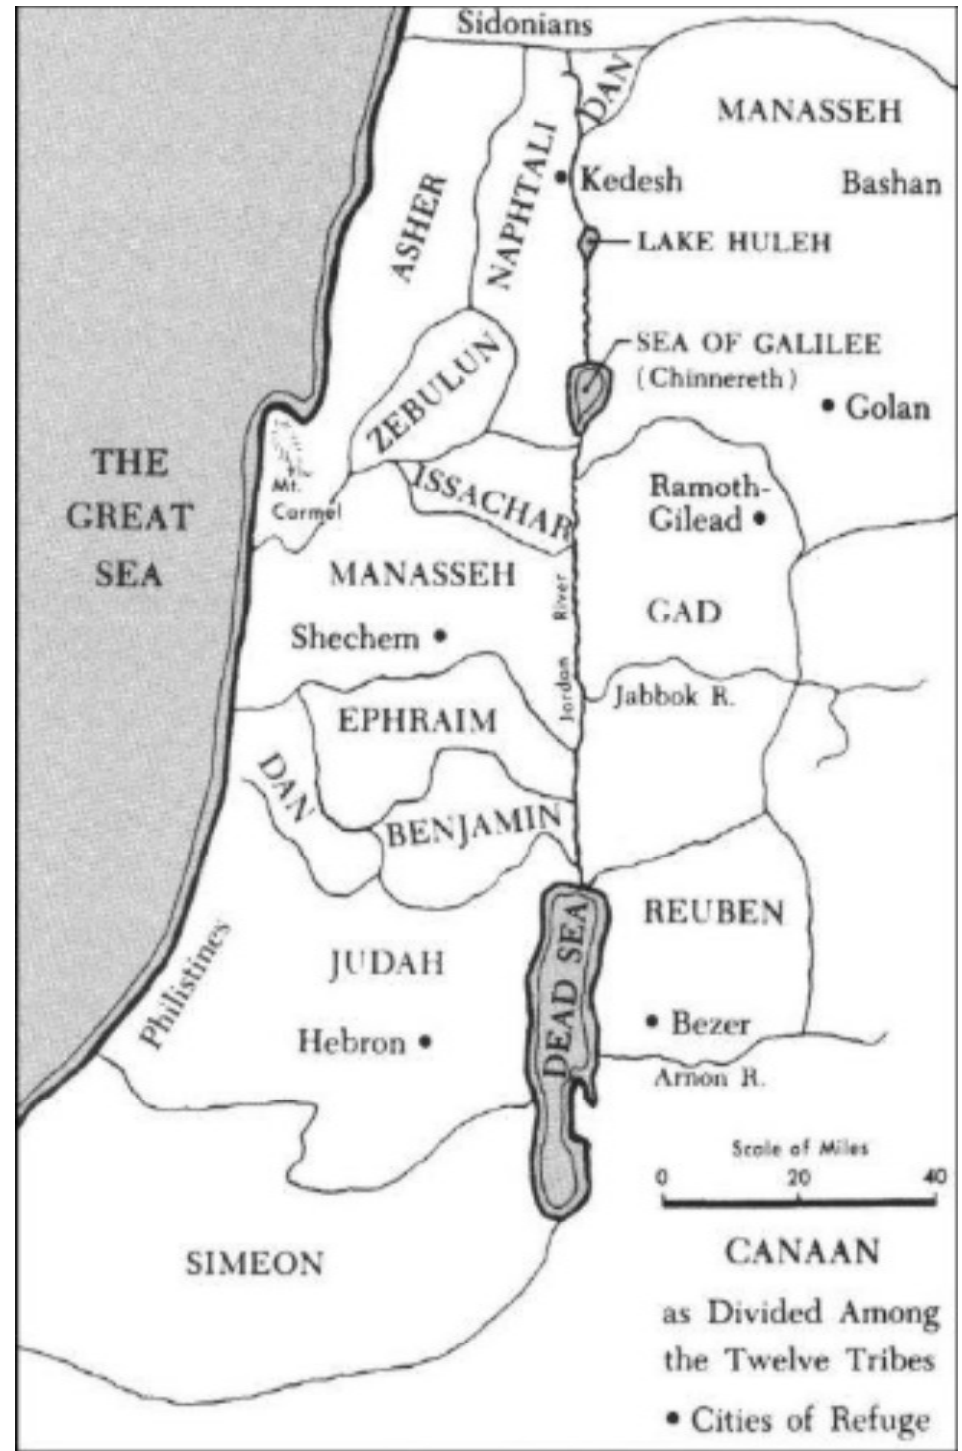 Sidonians
DAN
MANASSEH
NAPHTALI
Kedesh
Bashan
ASHER
LAKE HULEH
SEA OF GALILEE
(Chinnereth)
ZEBULUN
Golan
THE
GREAT
SEA
Mt.
Carmel
ISSACHAR
Ramoth-
Gilead
MANASSEH
Jordan River
GAD
Shechem
Jabbok R.
EPHRAIM
DAN
BENJAMIN
REUBEN
DEAD SEA
JUDAH
Philistines
Hebron
Bezer
Arnon R.
Scale of Miles
0 20 40
SIMEON
CANAAN
as Divided Among
the Twelve Tribes
• Cities of Refuge